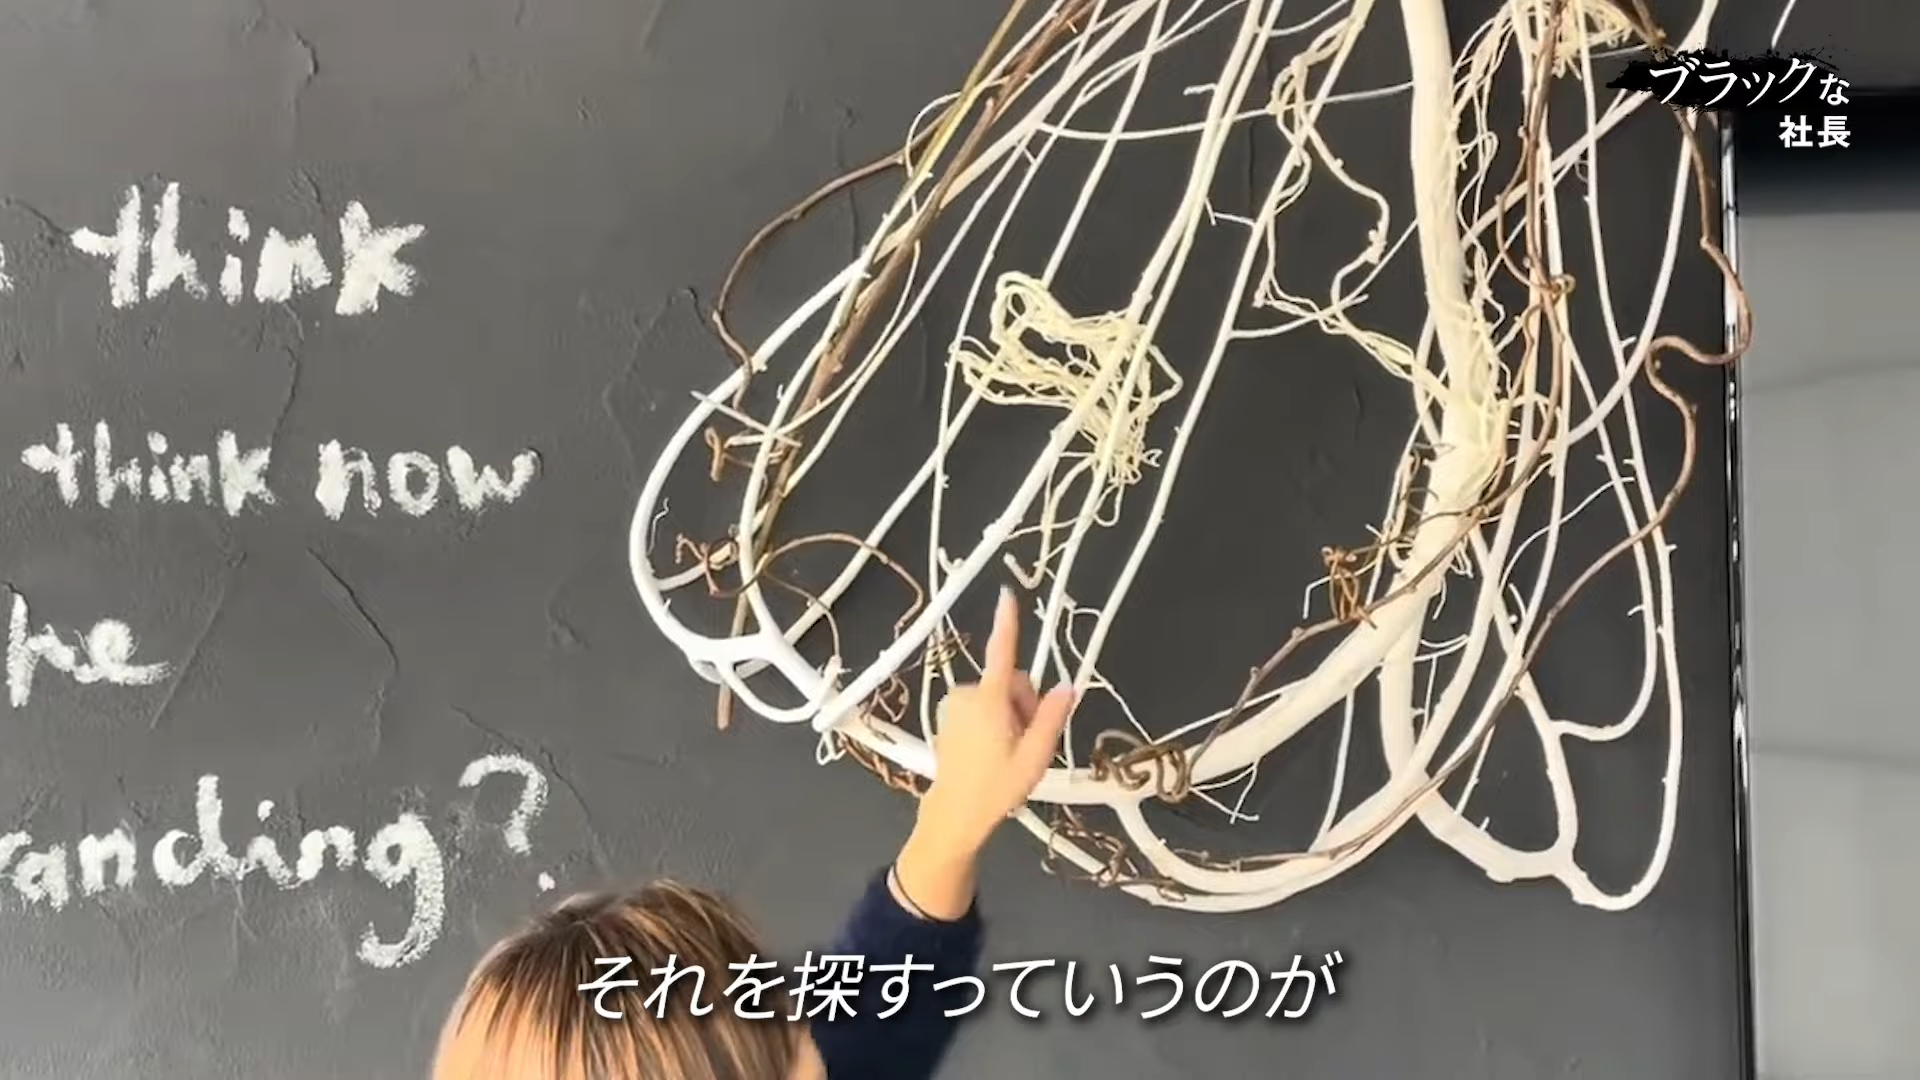 ブラックな
社長
think
think now
he
anding?
それを探すっていうのが